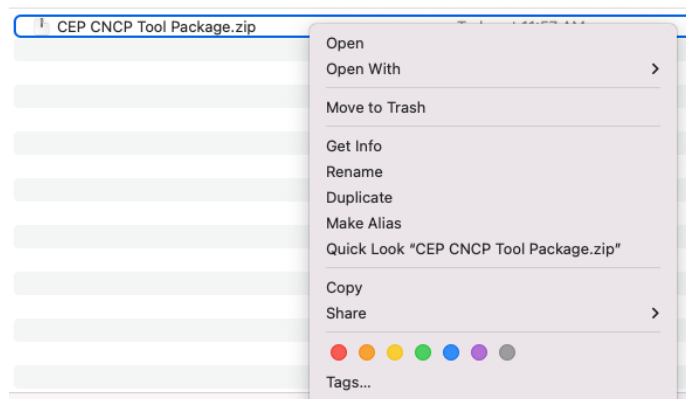 CEP CNCP Tool Package.zip
Open
Open With
Move to Trash
Get Info
Rename
Duplicate
Make Alias
Quick Look “CEP CNCP Tool Package.zip”
Copy
Share
Tags...